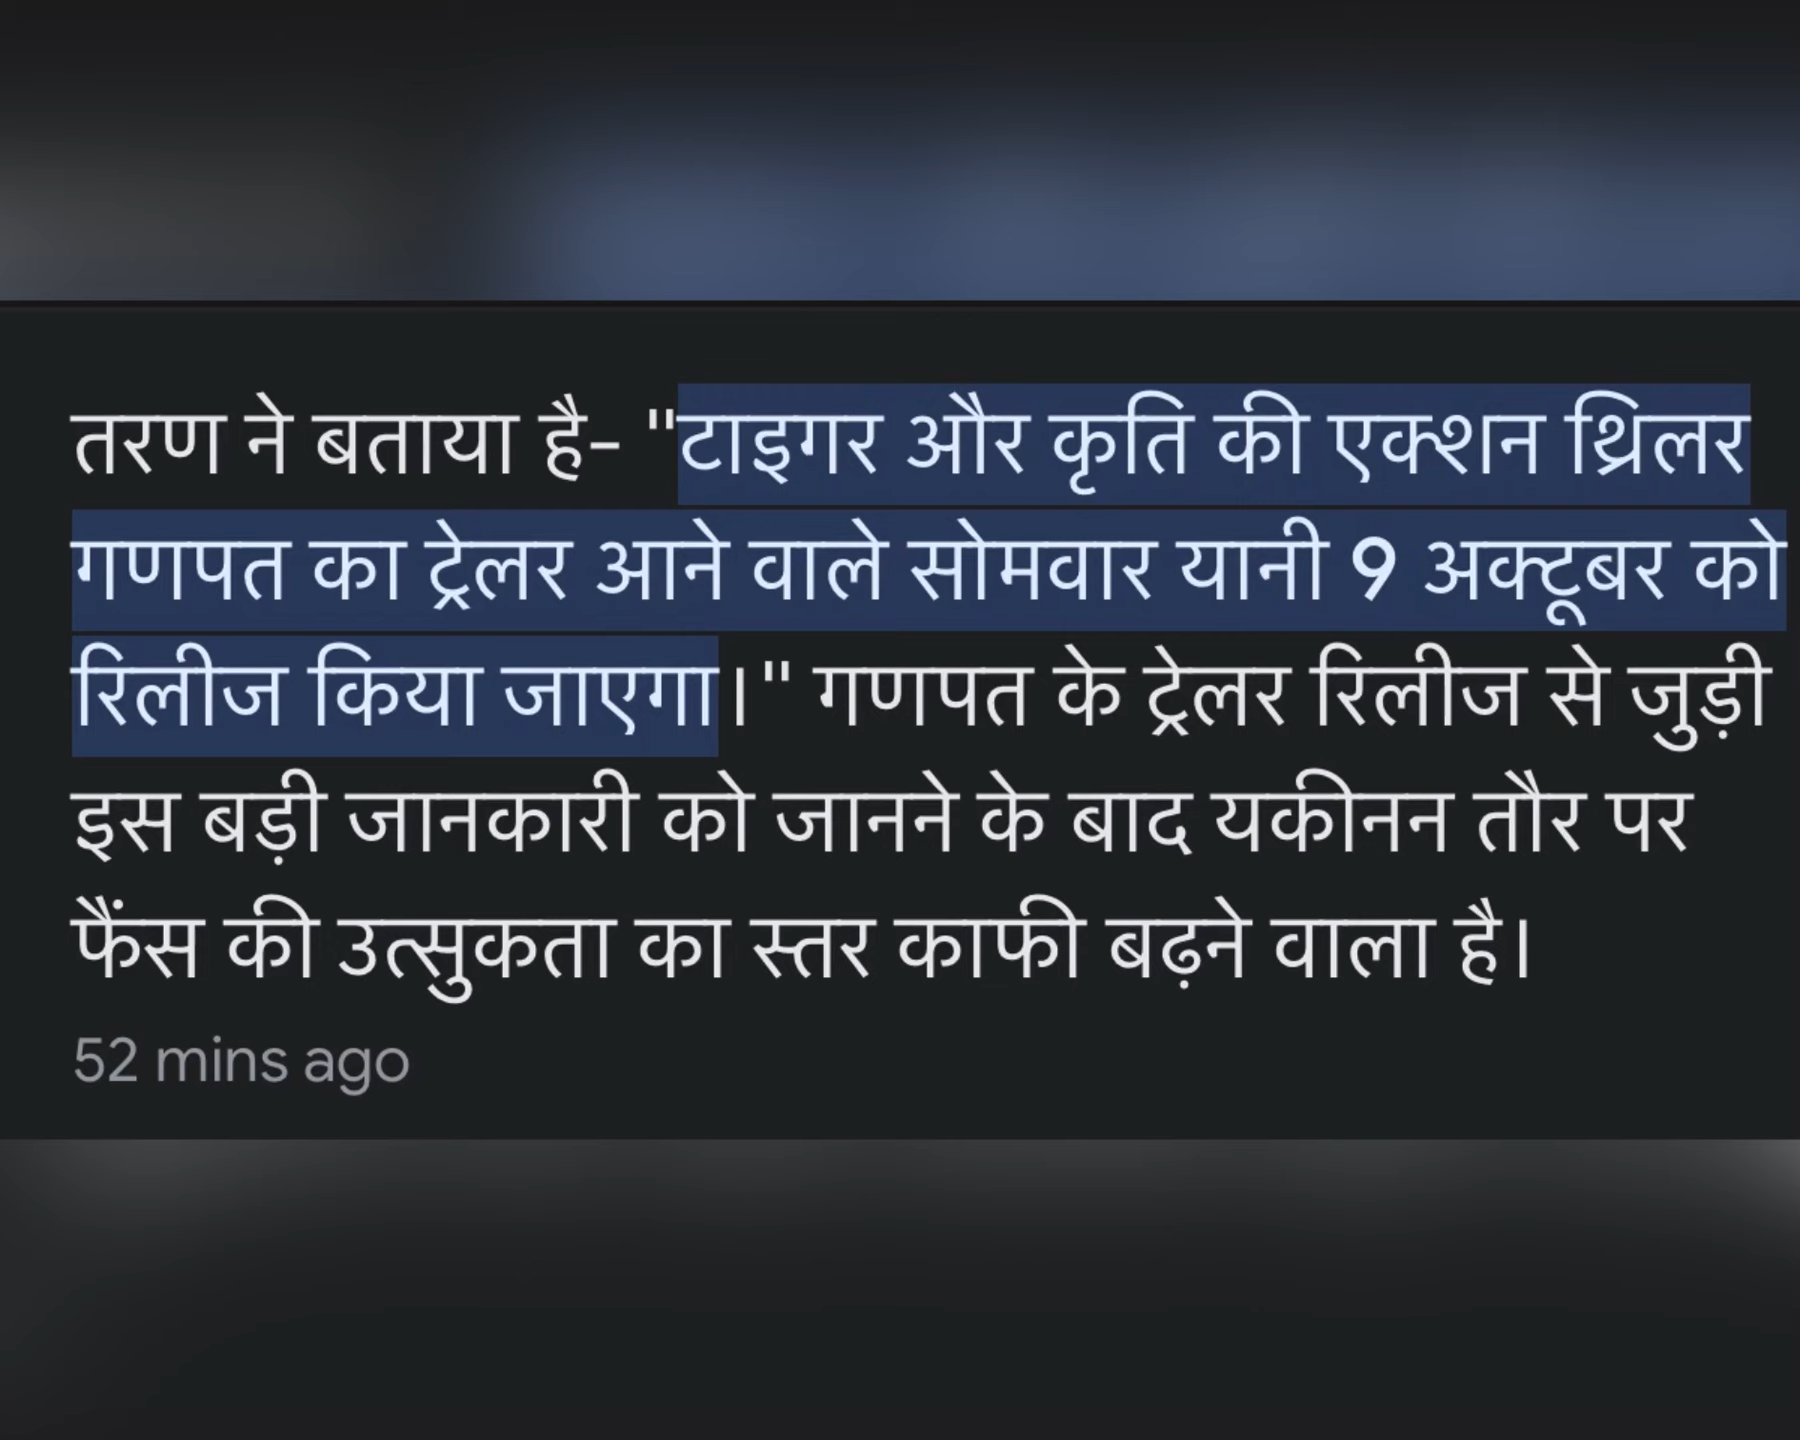 तरण ने बताया है- "टाइगर और कृति की एक्शन थ्रिलर
गणपत का ट्रेलर आने वाले सोमवार यानी 9 अक्टूबर को
रिलीज किया जाएगा।" गणपत के ट्रेलर रिलीज से जुड़ी
इस बड़ी जानकारी को जानने के बाद यकीनन तौर पर
फैंस की उत्सुकता का स्तर काफी बढ़ने वाला है।
52 mins ago